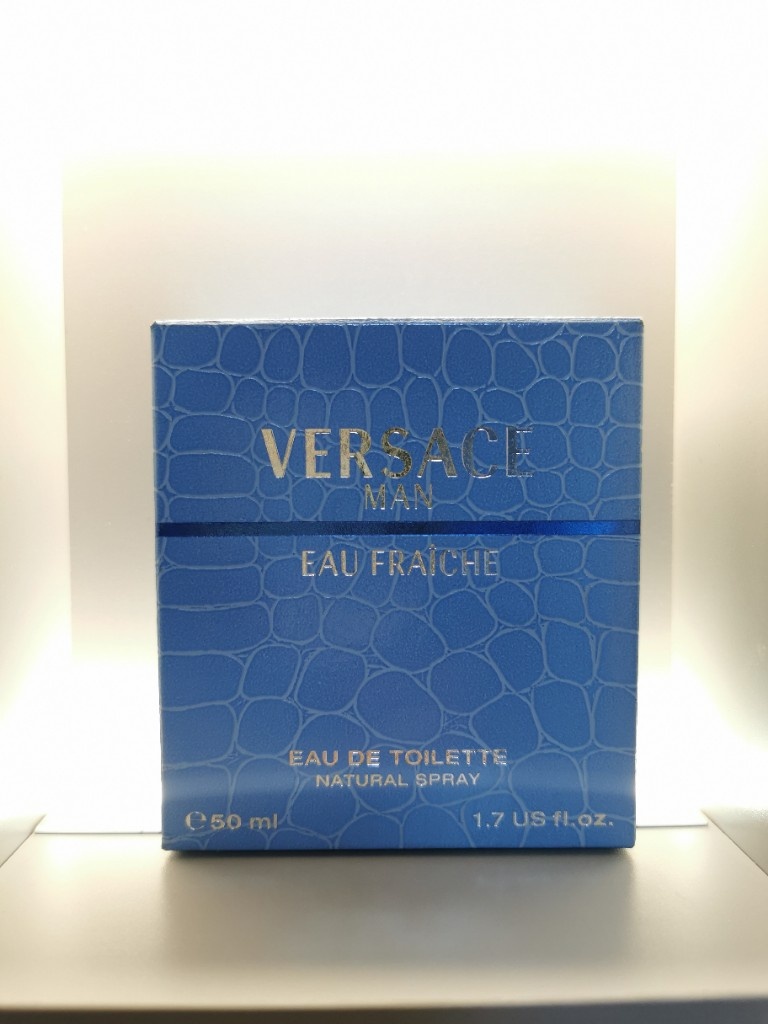 VERSACE
MAN
EAU FRAÎCHE
EAU DE TOILETTE
NATURAL SPRAY
℮50 ml 1.7 US fl.oz.